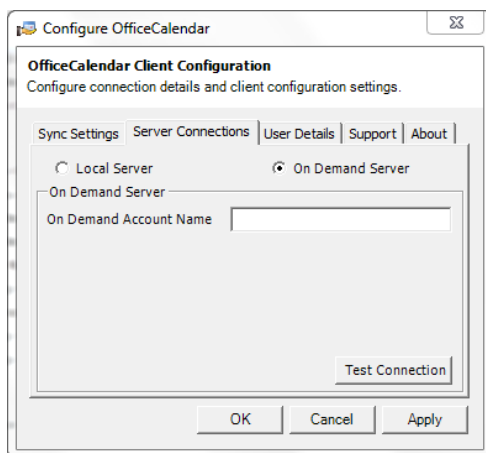 Configure OfficeCalendar
OfficeCalendar Client Configuration
Configure connection details and client configuration settings.
Sync Settings Server Connections User Details Support About
Local Server On Demand Server
On Demand Server
On Demand Account Name
Test Connection
OK Cancel Apply